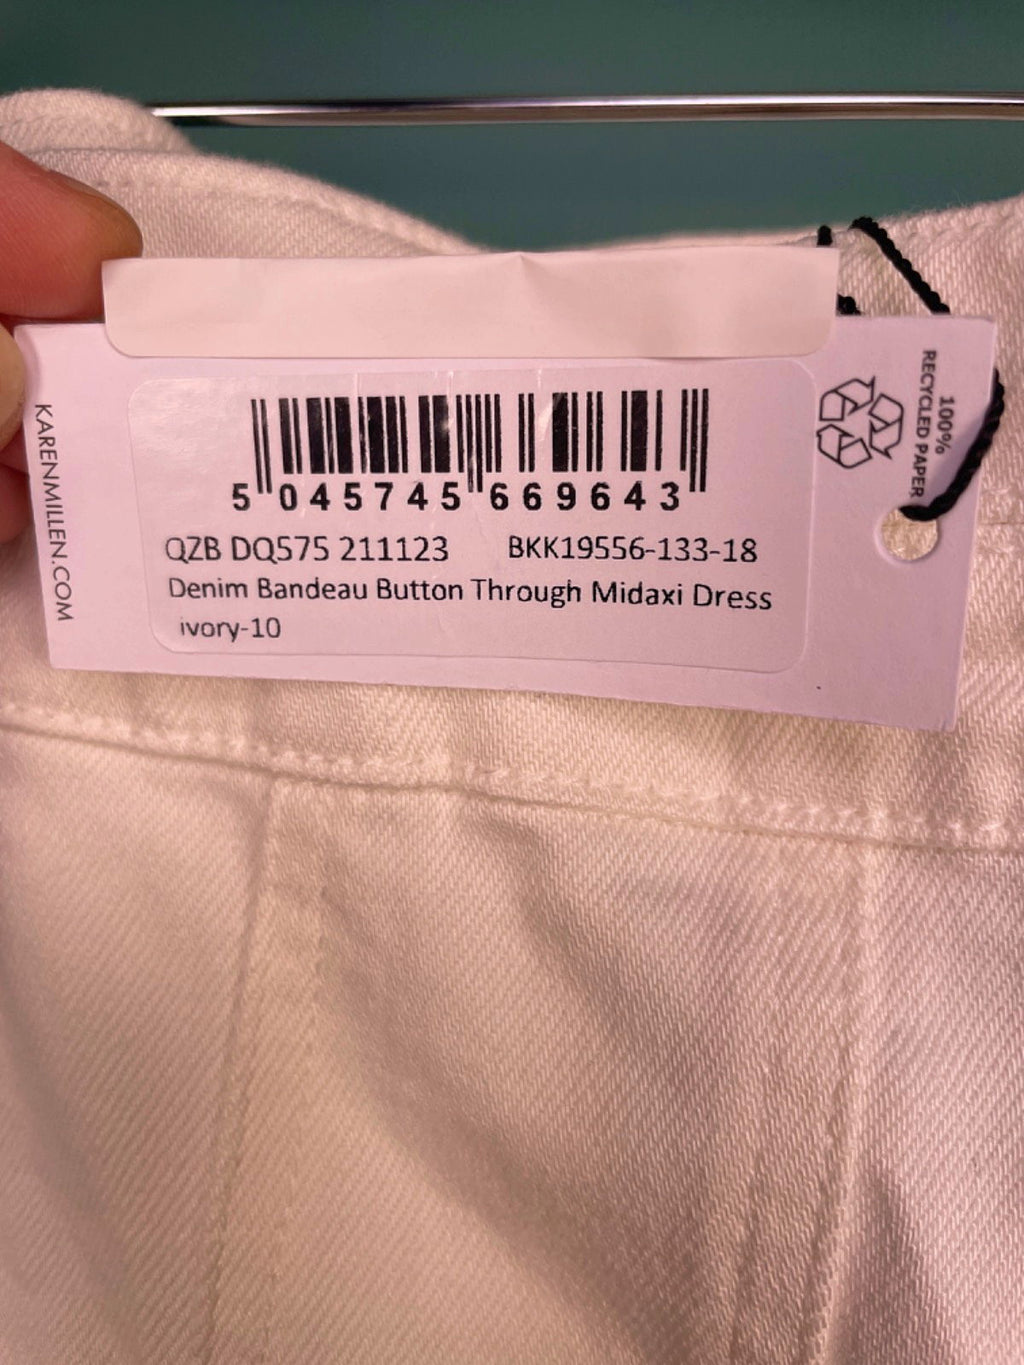 5 045745 669643
QZB DQ575 211123 BKK19556-133-18
Denim Bandeau Button Through Midaxi Dress
ivory-10
KARENMILLEN.COM
100%
RECYCLED PAPER